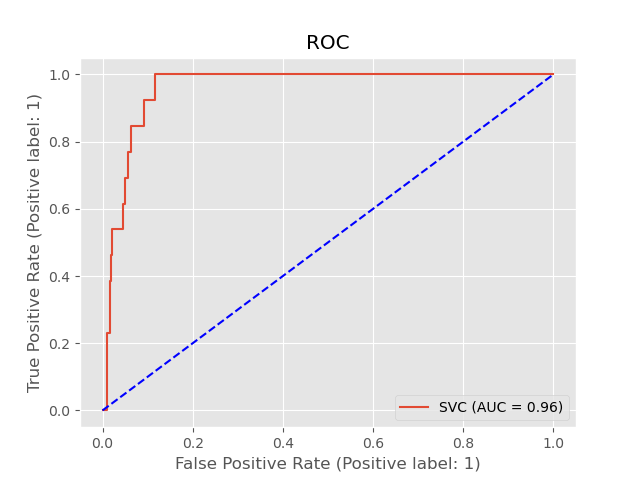 ROC
True Positive Rate (Positive label: 1)
1.0
0.8
0.6
0.4
0.2
0.0
SVC (AUC = 0.96)
0.0 0.2 0.4 0.6 0.8 1.0
False Positive Rate (Positive label: 1)